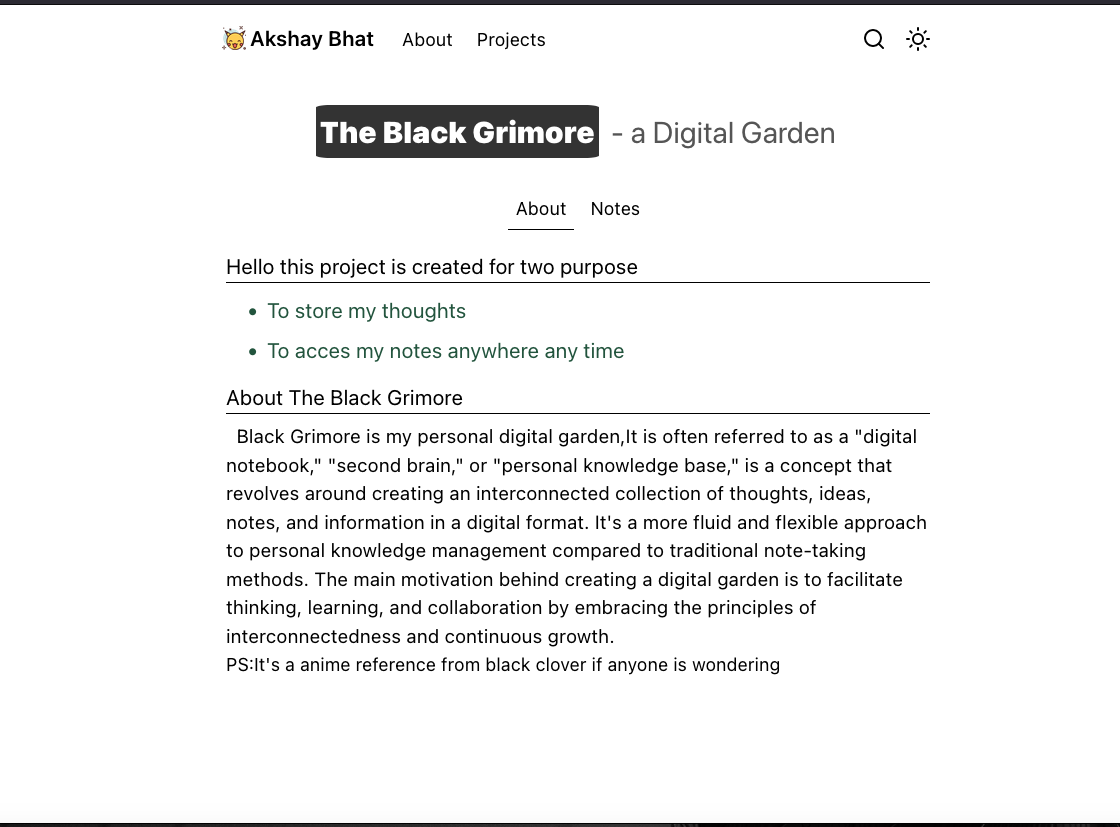 Akshay Bhat About Projects
The Black Grimore - a Digital Garden
About Notes
Hello this project is created for two purpose
• To store my thoughts
• To acces my notes anywhere any time
About The Black Grimore
Black Grimore is my personal digital garden,It is often referred to as a "digital
notebook," "second brain," or "personal knowledge base," is a concept that
revolves around creating an interconnected collection of thoughts, ideas,
notes, and information in a digital format. It's a more fluid and flexible approach
to personal knowledge management compared to traditional note-taking
methods. The main motivation behind creating a digital garden is to facilitate
thinking, learning, and collaboration by embracing the principles of
interconnectedness and continuous growth.
PS:It's a anime reference from black clover if anyone is wondering